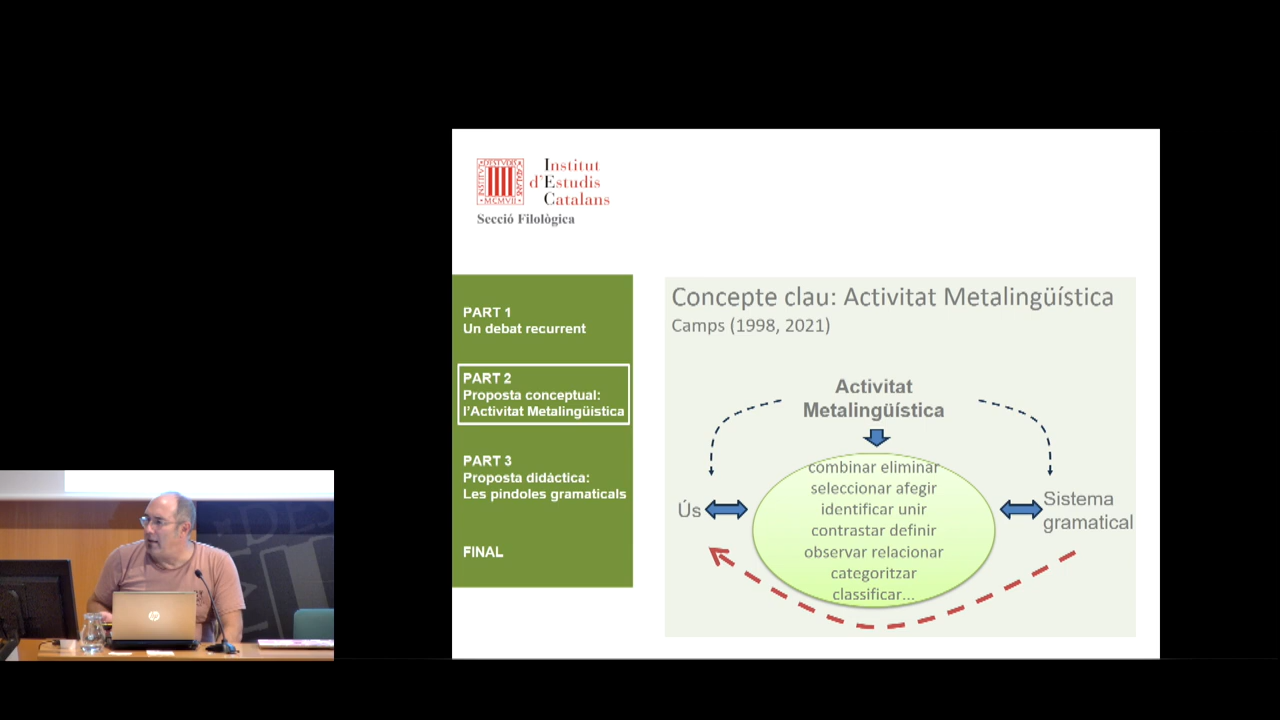 Institut
d'Estudis
Catalans
Secció Filològica
PART 1
Un debat recurrent
PART 2
Proposta conceptual:
l'Activitat Metalingüística
PART 3
Proposta didàctica:
Les píndoles gramaticals
FINAL
Concepte clau: Activitat Metalingüística
Camps (1998, 2021)
Activitat
Metalingüística
combinar eliminar
seleccionar afegir
identificar unir
contrastar definir
observar relacionar
categoritzar
classificar...
Ús
Sistema
gramatical
hp